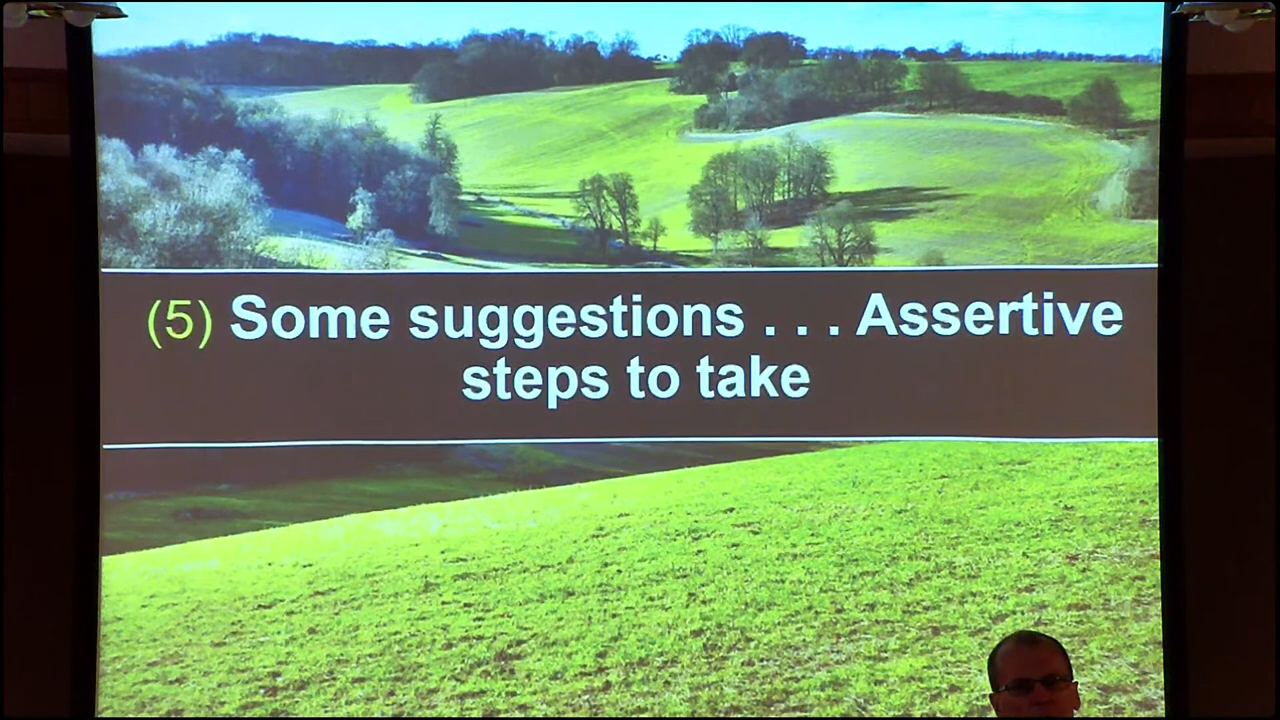 (5) Some suggestions . . . Assertive
steps to take